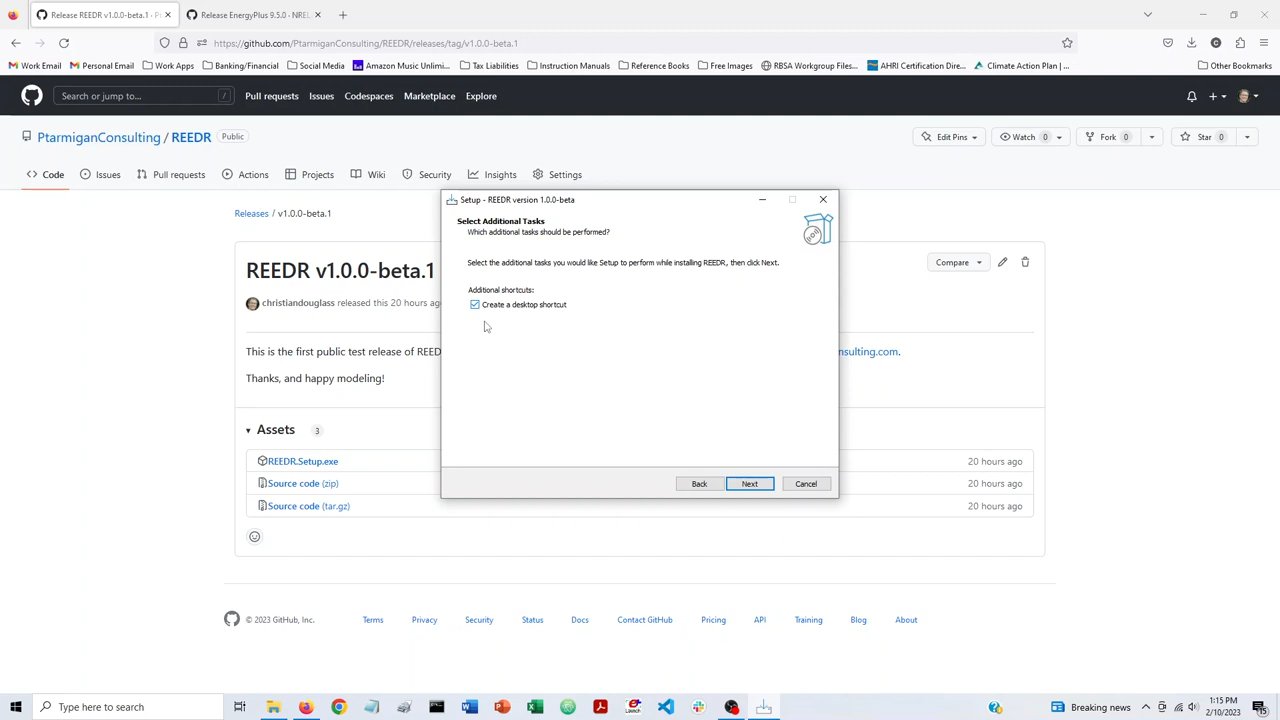 Release REEDR v1.0.0-beta.1 · Pt
Release EnergyPlus 9.5.0 · NREL
https://github.com/PtarmiganConsulting/REEDR/releases/tag/v1.0.0-beta.1
Work Email
Personal Email
Work Apps
Banking/Financial
Social Media
Amazon Music Unlimi...
Tax Liabilities
Instruction Manuals
Reference Books
Free Images
RBSA Workgroup Files...
AHRI Certification Dire...
Climate Action Plan | ...
Other Bookmarks
Search or jump to...
/
Pull requests
Issues
Codespaces
Marketplace
Explore
PtarmiganConsulting / REEDR
Public
Edit Pins
Watch 0
Fork 0
Star 0
Code
Issues
Pull requests
Actions
Projects
Wiki
Security
Insights
Settings
Releases / v1.0.0-beta.1
REEDR v1.0.0-beta.1
Compare
christiandouglass released this 20 hours ag
This is the first public test release of REED
nsulting.com.
Thanks, and happy modeling!
Assets 3
REEDR.Setup.exe
20 hours ago
Source code (zip)
20 hours ago
Source code (tar.gz)
20 hours ago
Setup - REEDR version 1.0.0-beta
Select Additional Tasks
Which additional tasks should be performed?
Select the additional tasks you would like Setup to perform while installing REEDR, then click Next.
Additional shortcuts:
Create a desktop shortcut
Back
Next
Cancel
© 2023 GitHub, Inc.
Terms
Privacy
Security
Status
Docs
Contact GitHub
Pricing
API
Training
Blog
About
Type here to search
Breaking news
1:15 PM
2/10/2023